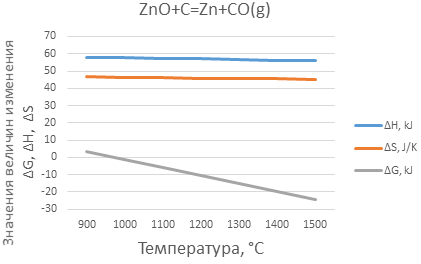 ZnO+C=Zn+CO(g)
Значения величин изменения
ΔG, ΔH, ΔS
70
60
50
40
30
20
10
0
-10
-20
-30
900 1000 1100 1200 1300 1400 1500
Температура, °C
ΔH, kJ
ΔS, J/K
ΔG, kJ